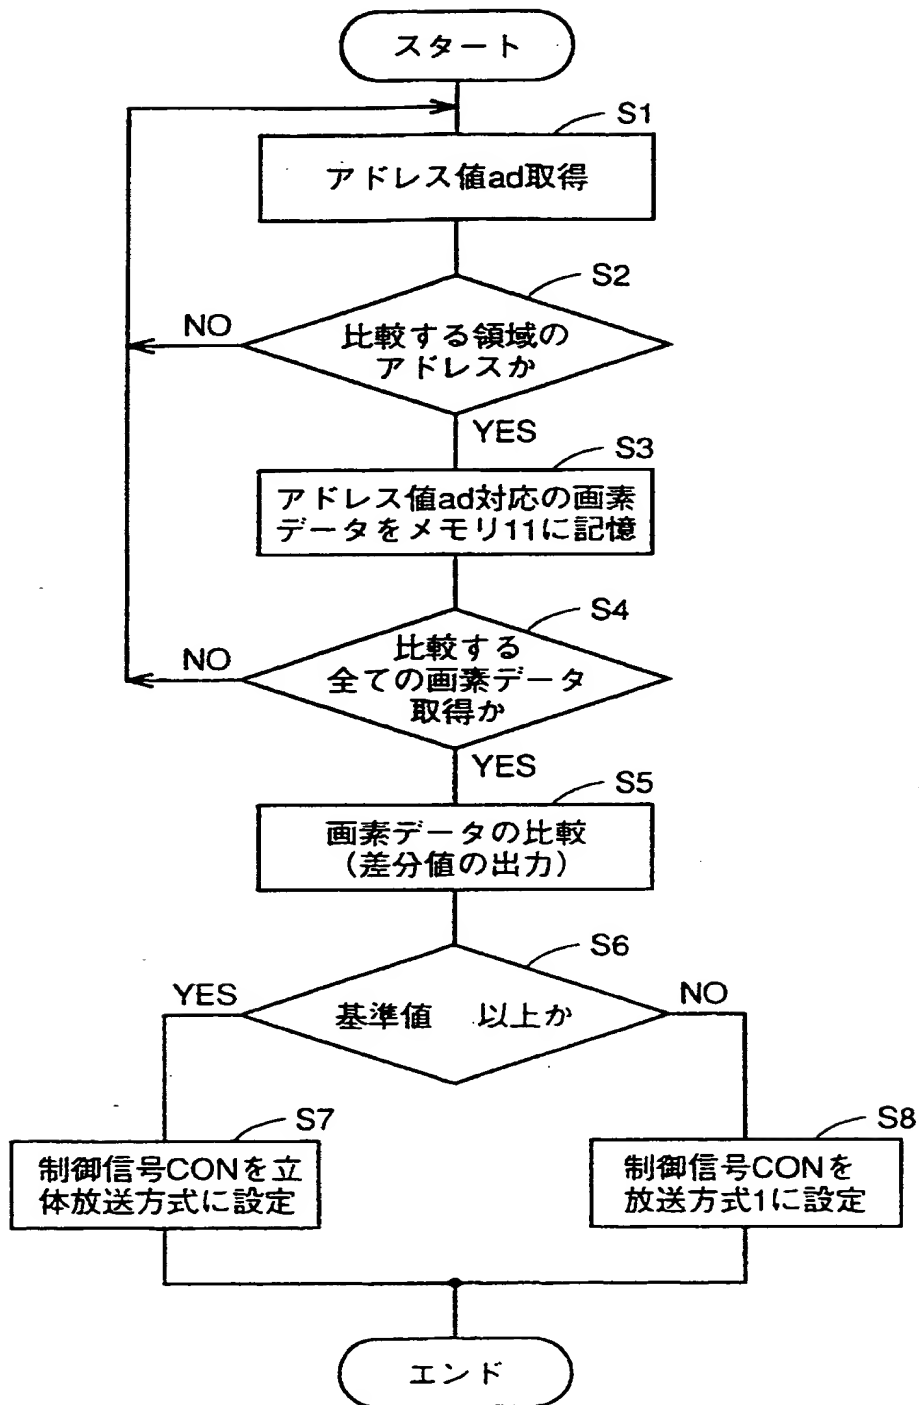 スタート
S1
アドレス値ad取得
S2
比較する領域の
アドレスか
NO
YES
S3
アドレス値ad対応の画素
データをメモリ11に記憶
S4
比較する
全ての画素データ
取得か
NO
YES
S5
画素データの比較
(差分値の出力)
S6
基準値 以上か
YES
NO
S7
制御信号CONを立
体放送方式に設定
S8
制御信号CONを
放送方式1に設定
エンド